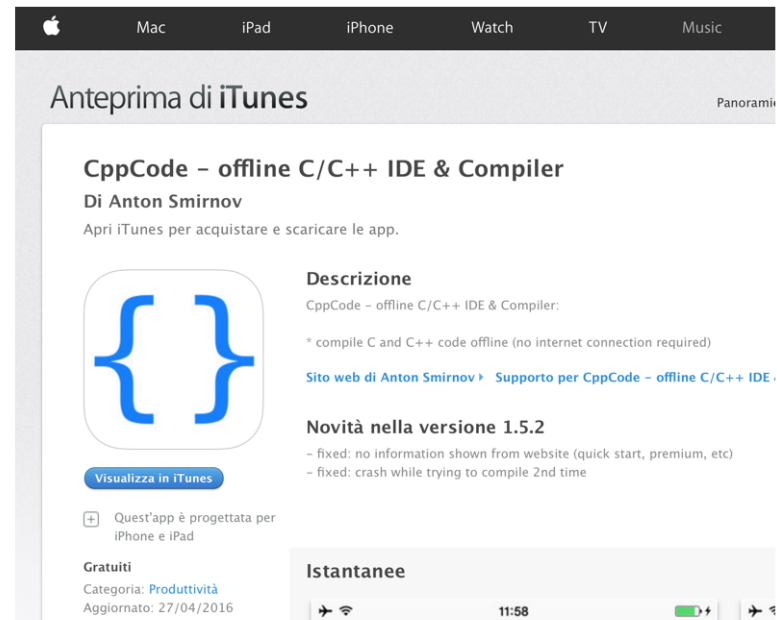 Mac iPad iPhone Watch TV Music
Anteprima di iTunes
CppCode – offline C/C++ IDE & Compiler
Di Anton Smirnov
Apri iTunes per acquistare e scaricare le app.
Descrizione
CppCode – offline C/C++ IDE & Compiler:
* compile C and C++ code offline (no internet connection required)
Sito web di Anton Smirnov Supporto per CppCode – offline C/C++ IDE
Novità nella versione 1.5.2
– fixed: no information shown from website (quick start, premium, etc)
– fixed: crash while trying to compile 2nd time
Visualizza in iTunes
Quest'app è progettata per
iPhone e iPad
Gratuiti
Categoria: Produttività
Aggiornato: 27/04/2016
Istantanee
11:58